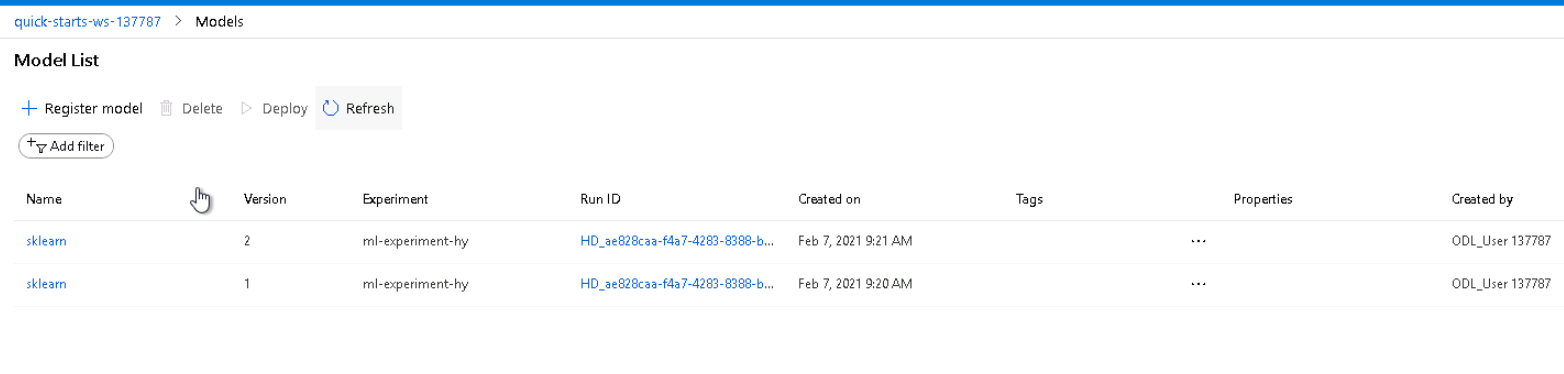 quick-starts-ws-137787 > Models
Model List
+ Register model Delete Deploy Refresh
Add filter
Name Version Experiment Run ID Created on Tags Properties Created by
sklearn 2 ml-experiment-hy HD_ae828caa-f4a7-4283-8388-b... Feb 7, 2021 9:21 AM ... ODL_User 137787
sklearn 1 ml-experiment-hy HD_ae828caa-f4a7-4283-8388-b... Feb 7, 2021 9:20 AM ... ODL_User 137787